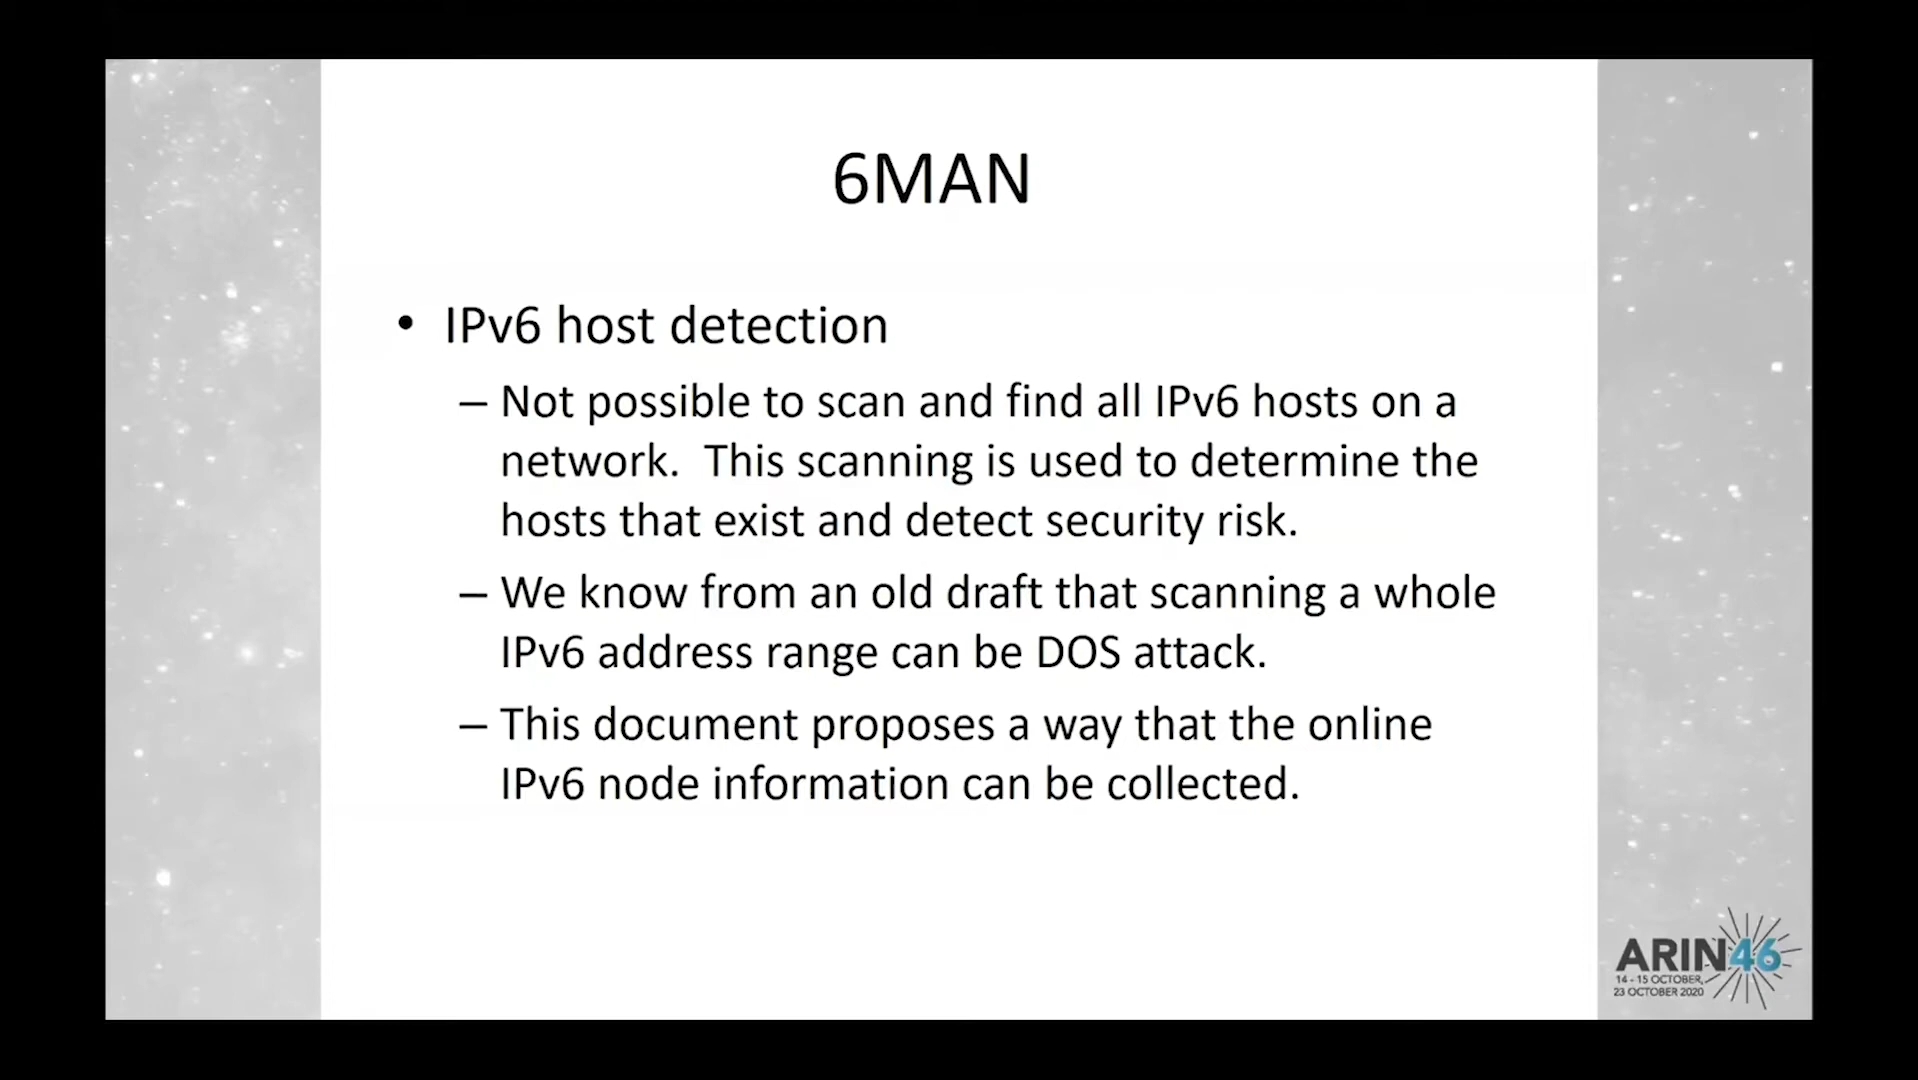 6MAN
• IPv6 host detection
– Not possible to scan and find all IPv6 hosts on a
network.  This scanning is used to determine the
hosts that exist and detect security risk.
– We know from an old draft that scanning a whole
IPv6 address range can be DOS attack.
– This document proposes a way that the online
IPv6 node information can be collected.
ARIN46
14 - 15 OCTOBER,
23 OCTOBER 2020